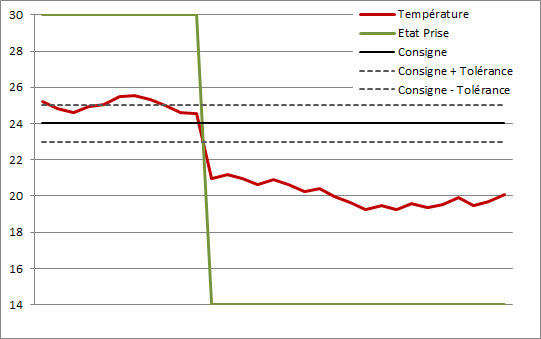 30
28
26
24
22
20
18
16
14
Température
Etat Prise
Consigne
Consigne + Tolérance
Consigne - Tolérance